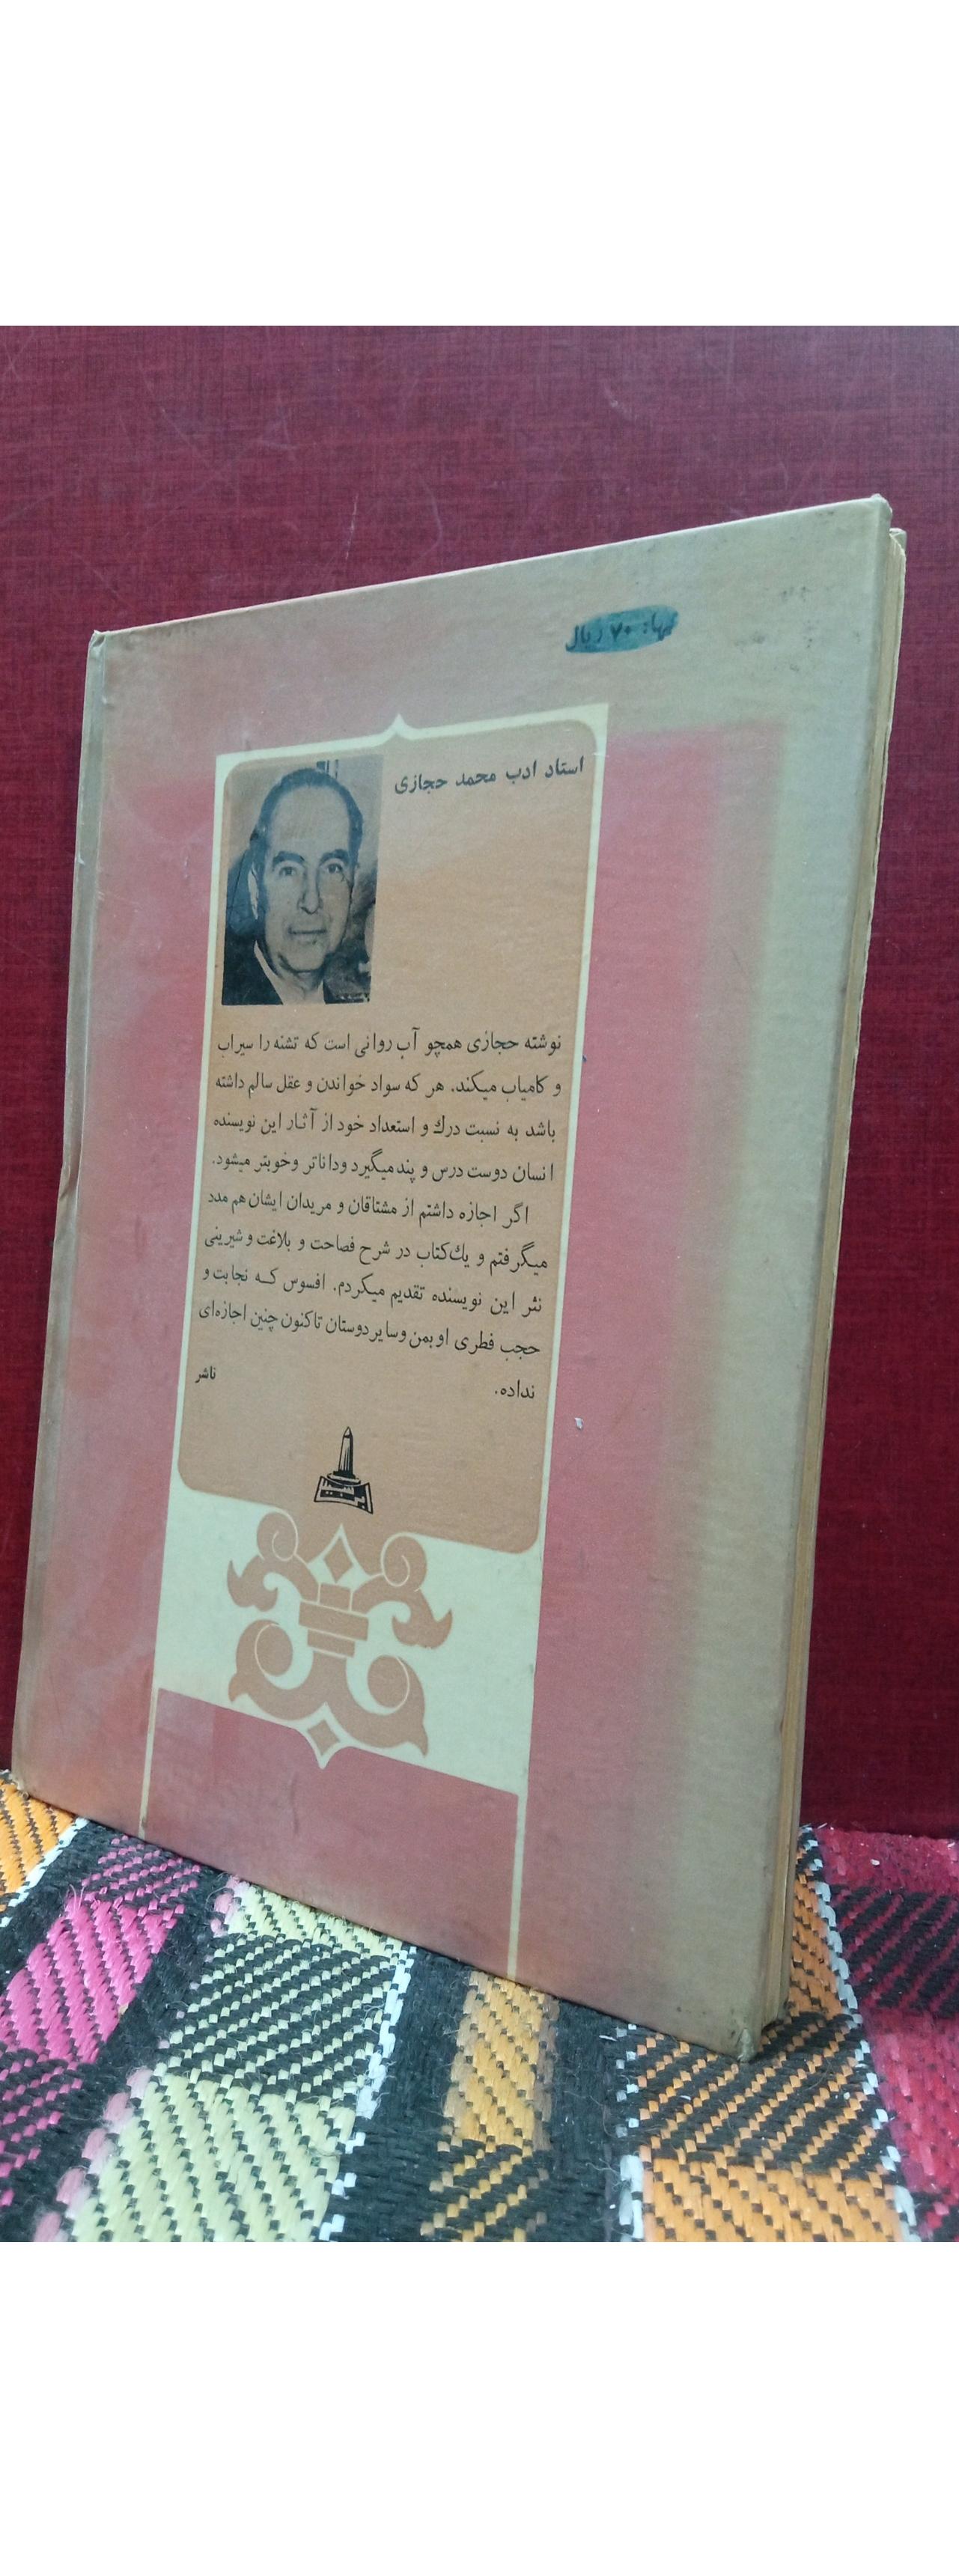 بها: ۷۰ ریال
استاد ادب محمد حجازی
نوشته حجازی همچو آب روانی است که تشنه را سیراب
و کامیاب میکند. هر که سواد خواندن و عقل سالم داشته
باشد به نسبت درك و استعداد خود از آثار این نویسنده
انسان دوست درس و پند میگیرد و داناتر و خوبتر میشود.
اگر اجازه داشتم از مشتاقان و مریدان ایشان هم مدد
میگرفتم و یك کتاب در شرح فصاحت و بلاغت و شیرینی
نثر این نویسنده تقدیم میکردم. افسوس که نجابت و
حجب فطری او بمن و سایر دوستان تاکنون چنین اجازه‌ای
نداده.
ناشر